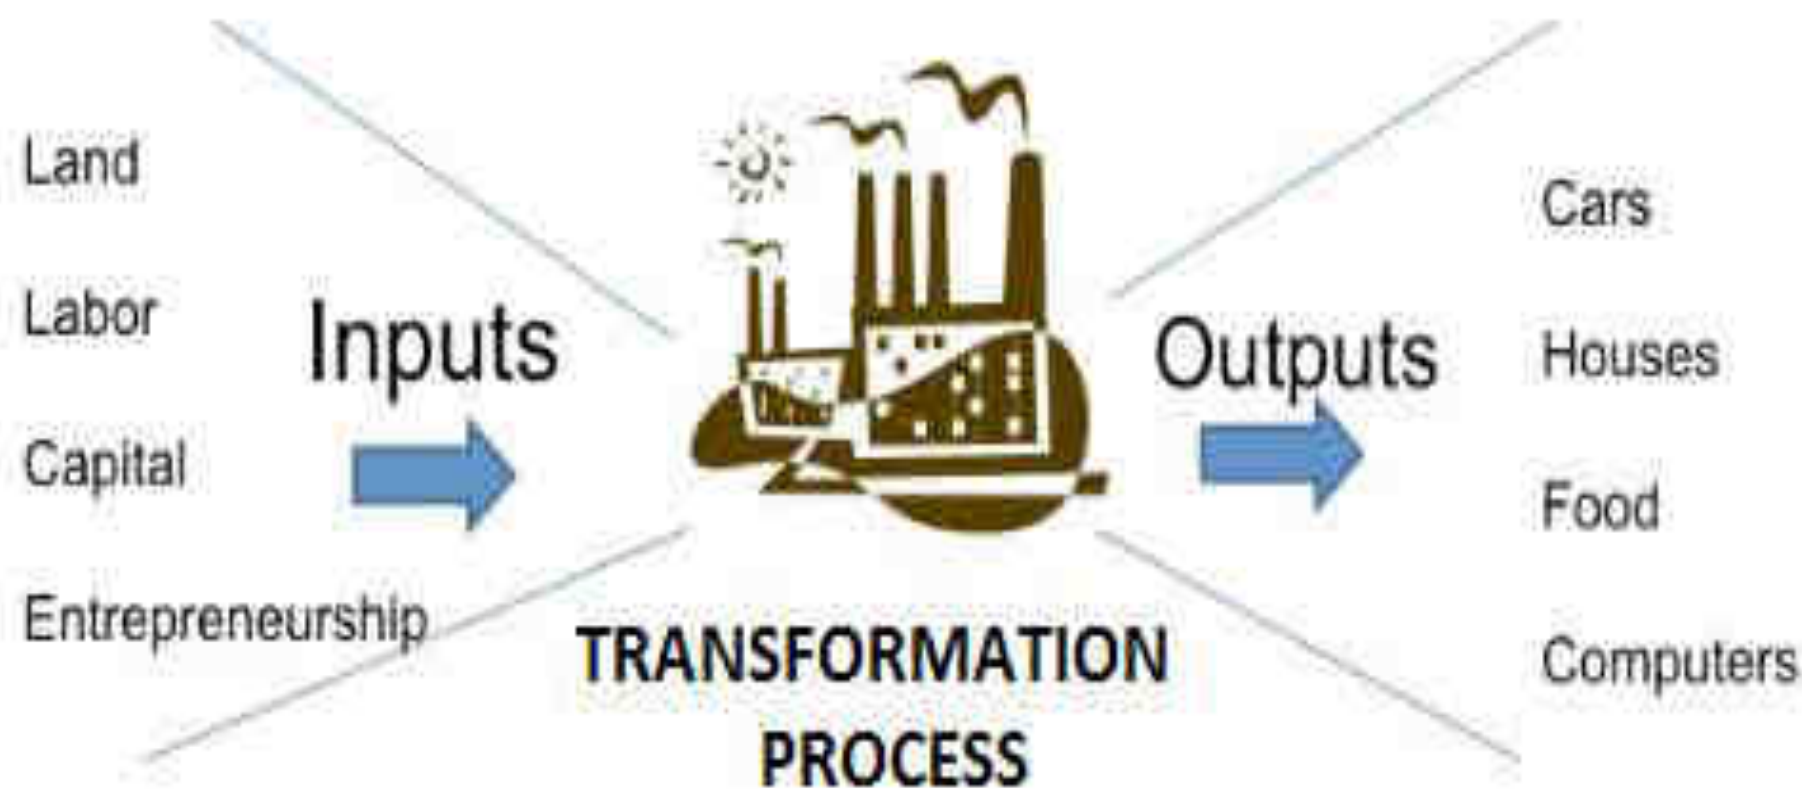 Land
Labor
Capital
Entrepreneurship
Inputs
TRANSFORMATION
PROCESS
Outputs
Cars
Houses
Food
Computers